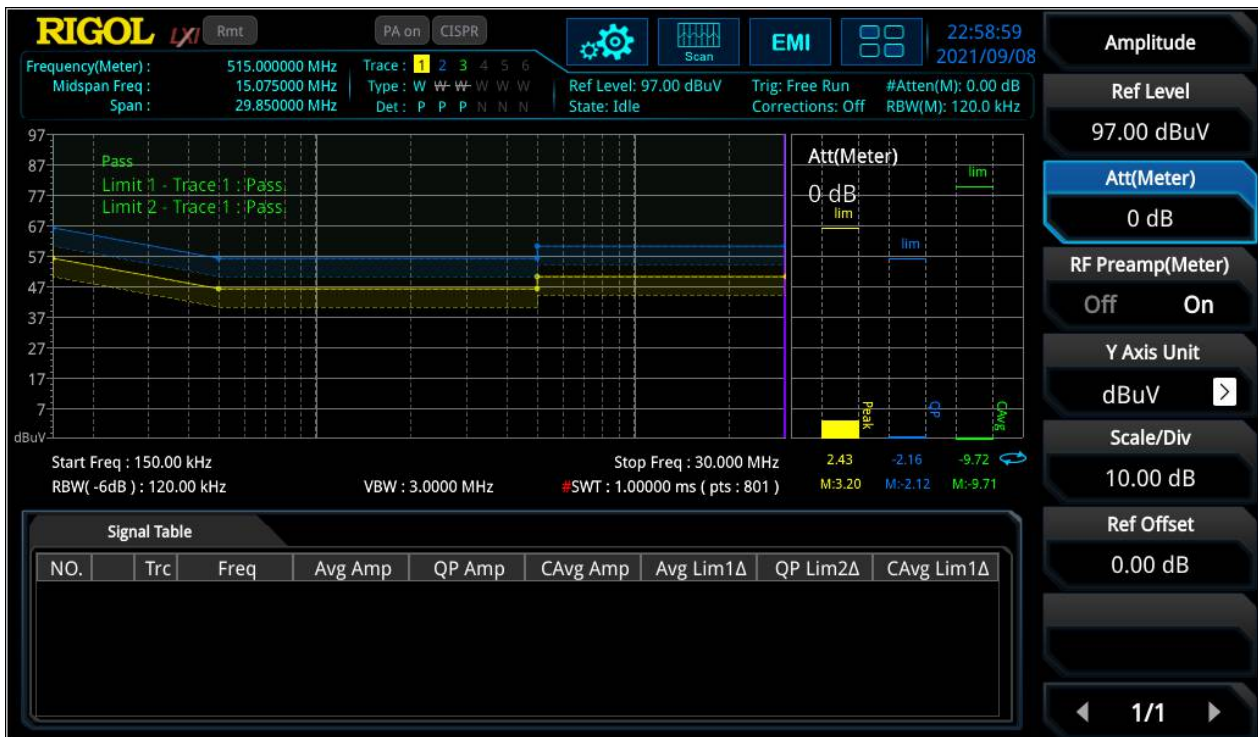 RIGOL LXI Rmt PA on CISPR
Scan EMI 22:58:59
2021/09/08
Frequency(Meter) : 515.000000 MHz
Midspan Freq : 15.075000 MHz
Span : 29.850000 MHz
Trace : 1 2 3 4 5 6
Type : W W W W W W
Det : P P P N N N
Ref Level: 97.00 dBuV Trig: Free Run #Atten(M): 0.00 dB
State: Idle Corrections: Off RBW(M): 120.0 kHz
97
87
77
67
57
47
37
27
17
7
dBuV
Pass
Limit 1 - Trace 1 : Pass.
Limit 2 - Trace 1 : Pass.
Att(Meter)
0 dB
lim
lim
lim
Peak
QP
CAvg
2.43 -2.16 -9.72
M:3.20 M:-2.12 M:-9.71
Start Freq : 150.00 kHz Stop Freq : 30.000 MHz
RBW( -6dB ) : 120.00 kHz VBW : 3.0000 MHz #SWT : 1.00000 ms ( pts : 801 )
Signal Table
NO. Trc Freq Avg Amp QP Amp CAvg Amp Avg Lim1Δ QP Lim2Δ CAvg Lim1Δ
Amplitude
Ref Level
97.00 dBuV
Att(Meter)
0 dB
RF Preamp(Meter)
Off On
Y Axis Unit
dBuV >
Scale/Div
10.00 dB
Ref Offset
0.00 dB
1/1